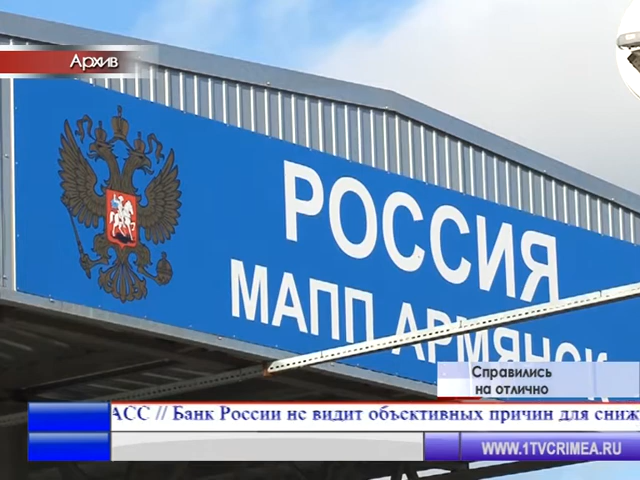 Архив
РОССИЯ
МАПП АРМЯНСК
Справились
на отлично
АСС // Банк России не видит объективных причин для сниж
WWW.1TVCRIMEA.RU